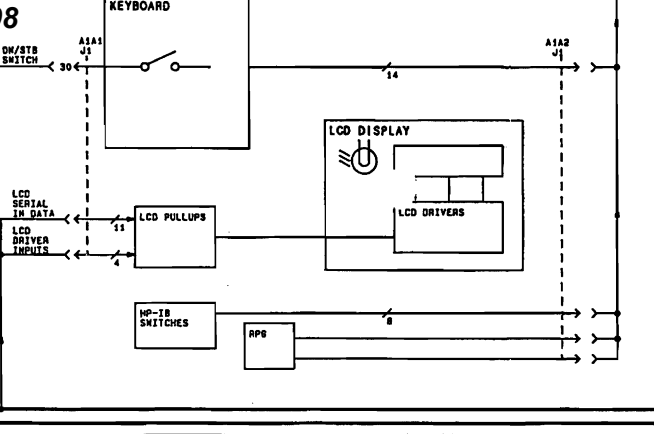 98
KEYBOARD
A1A1
J1
ON/STB
SWITCH
30
14
A1A2
J1
LCD DISPLAY
LCD
SERIAL
IN DATA
11
LCD PULLUPS
LCD DRIVERS
LCD
DRIVER
INPUTS
4
HP-IB
SWITCHES
8
RPG